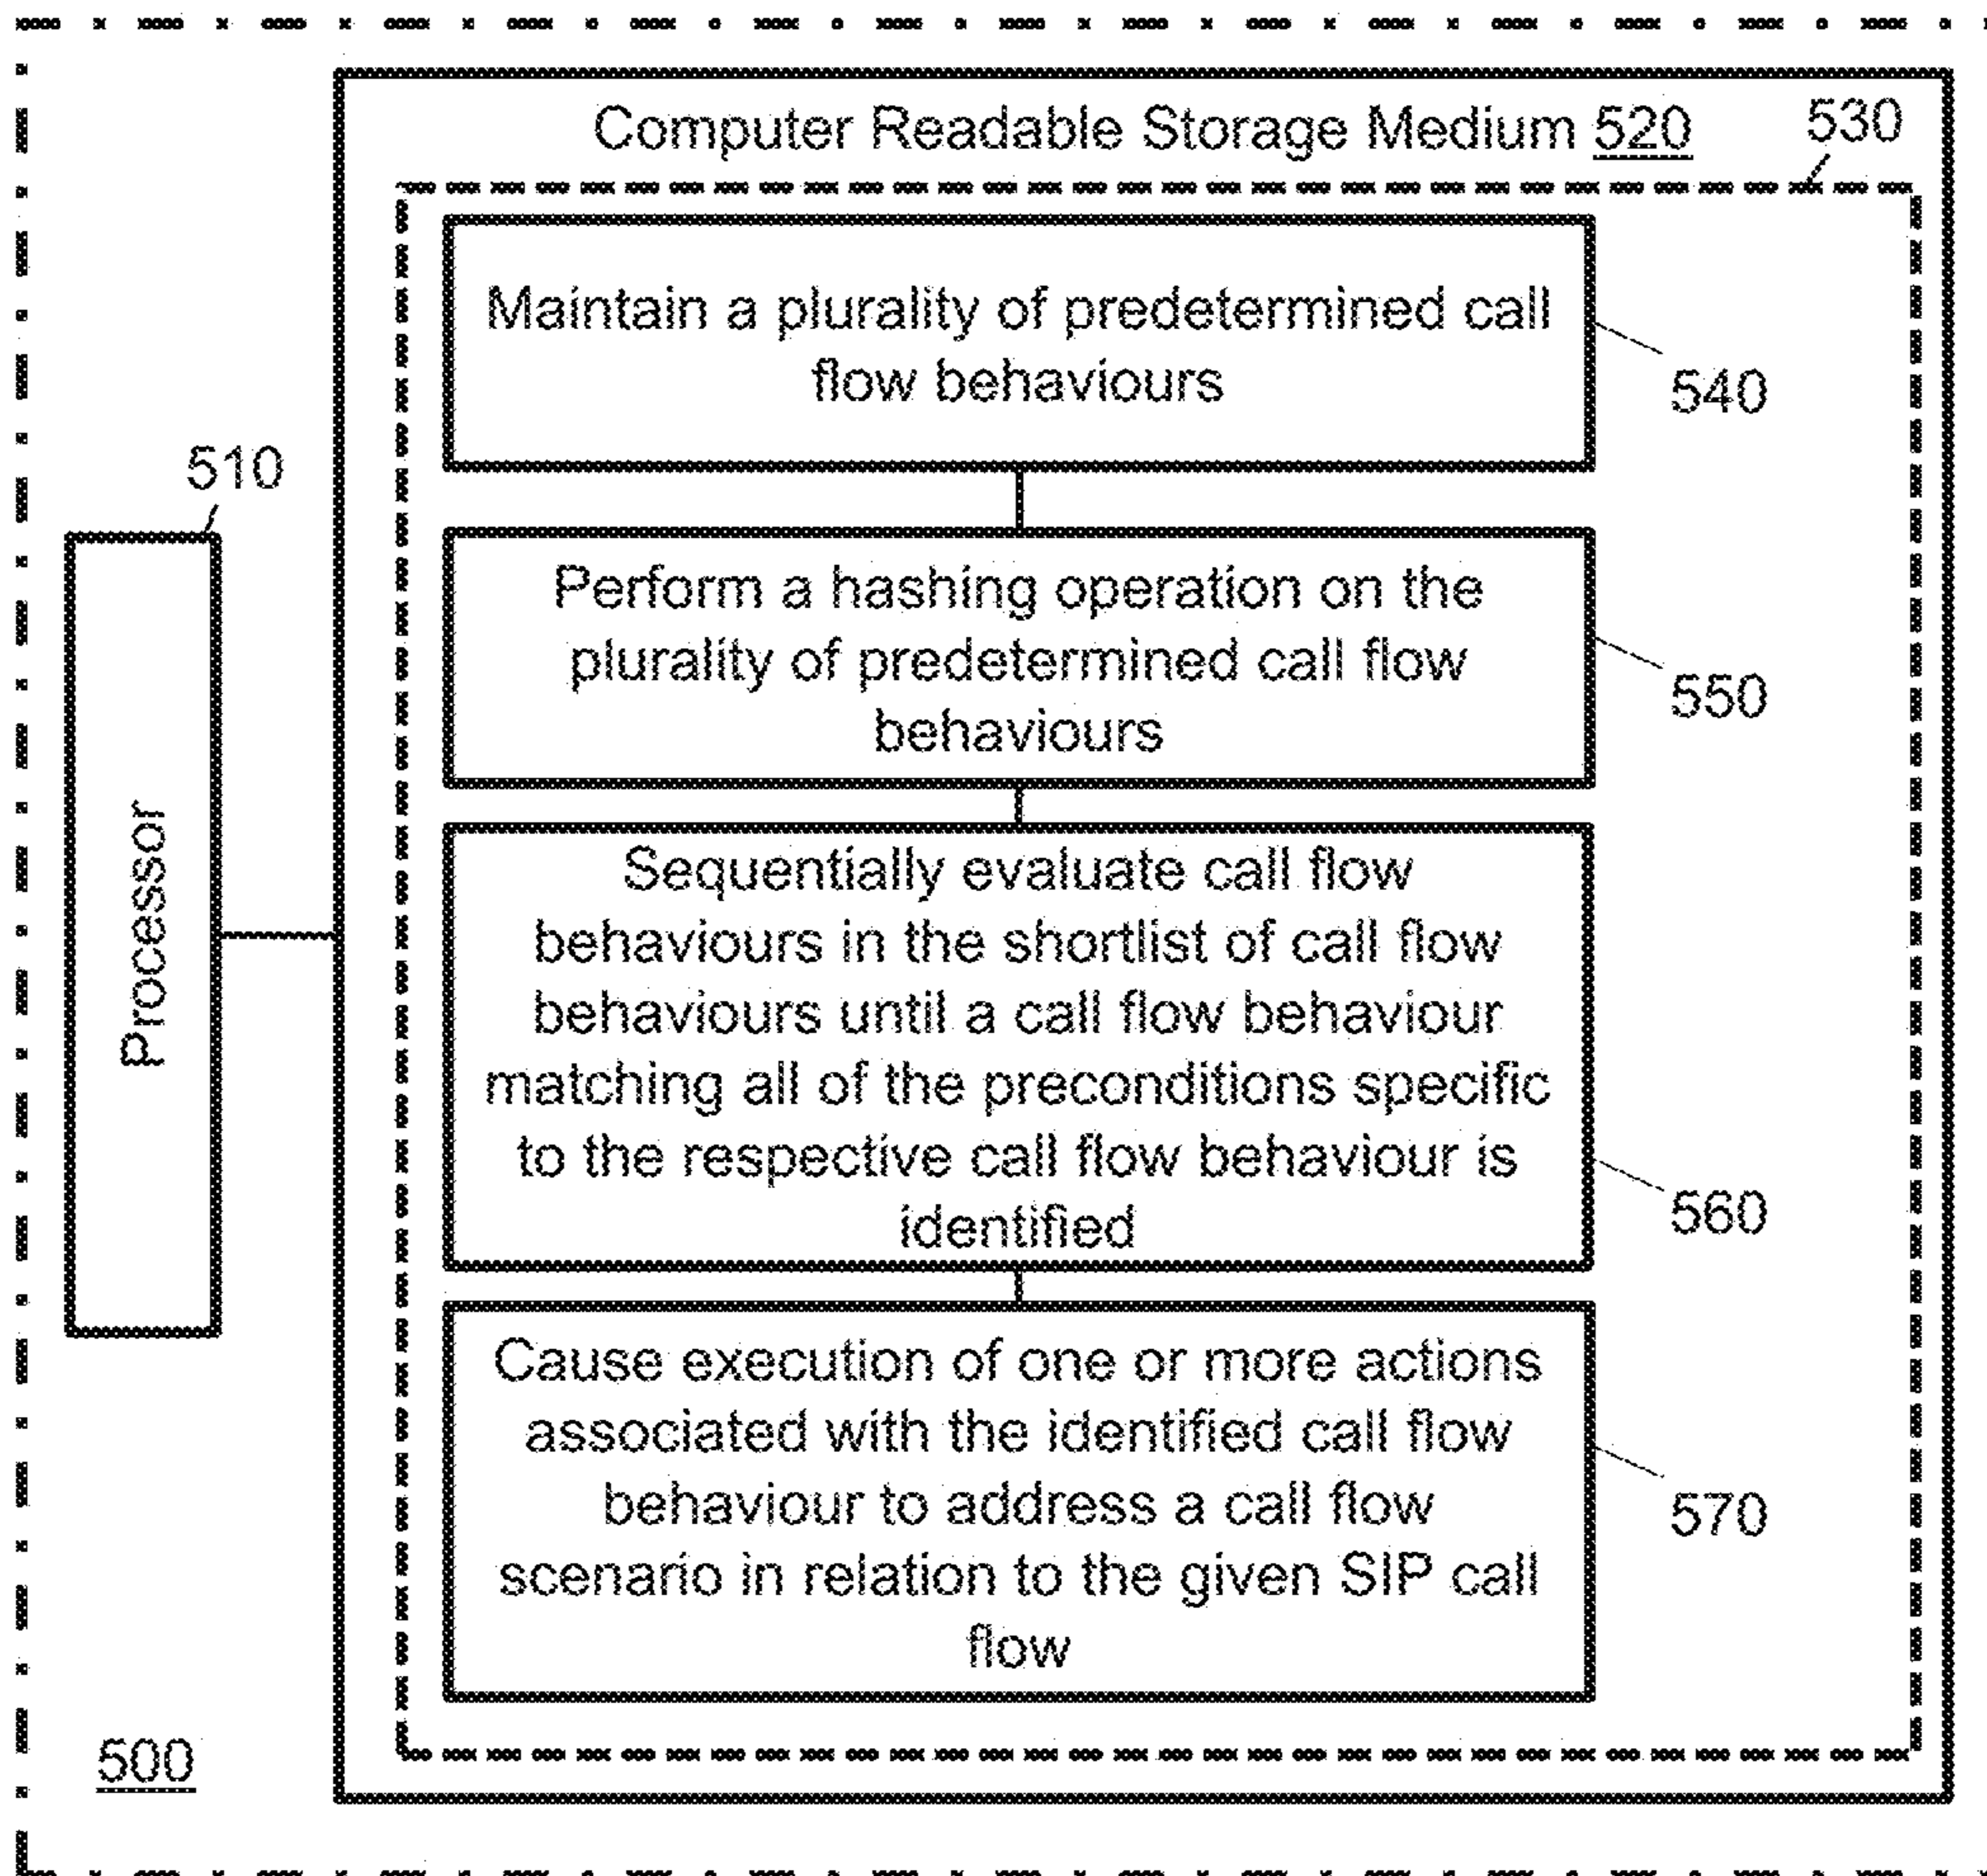 Computer Readable Storage Medium 520
530
Maintain a plurality of predetermined call
flow behaviours
540
510
Perform a hashing operation on the
plurality of predetermined call flow
behaviours
550
Processor
Sequentially evaluate call flow
behaviours in the shortlist of call flow
behaviours until a call flow behaviour
matching all of the preconditions specific
to the respective call flow behaviour is
identified
560
Cause execution of one or more actions
associated with the identified call flow
behaviour to address a call flow
scenario in relation to the given SIP call
flow
570
500